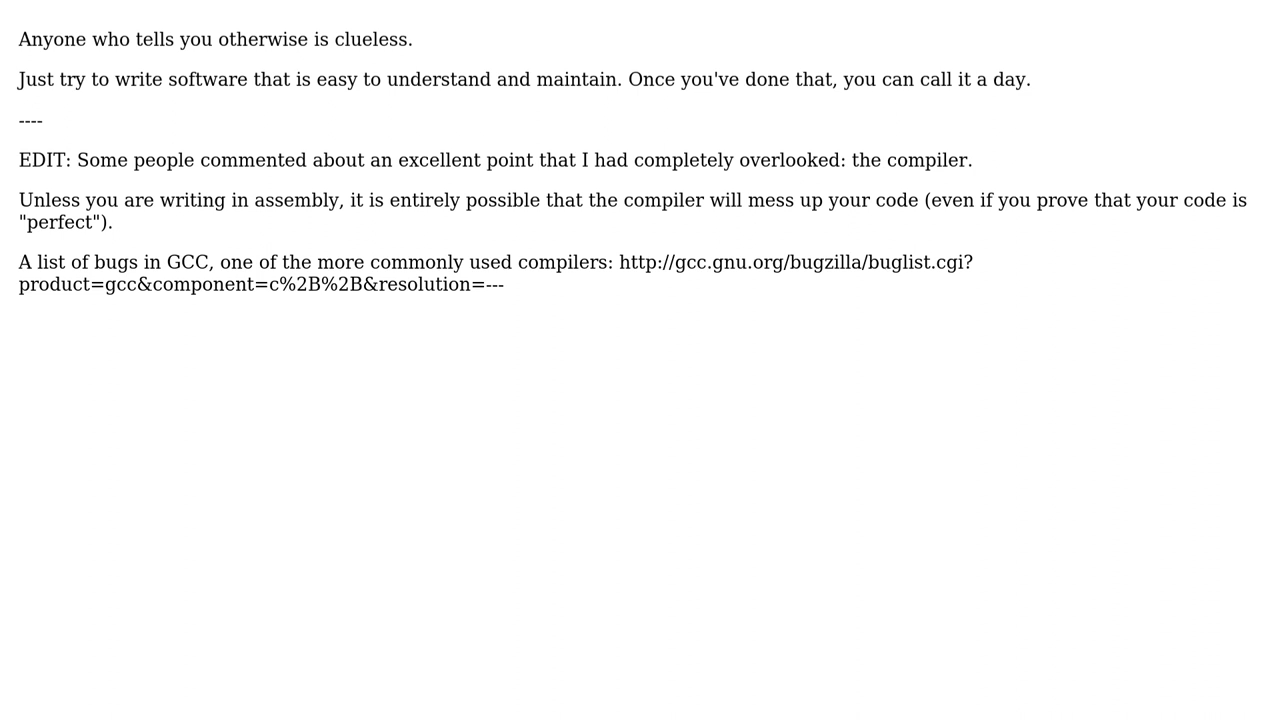 Anyone who tells you otherwise is clueless.
Just try to write software that is easy to understand and maintain. Once you've done that, you can call it a day.
----
EDIT: Some people commented about an excellent point that I had completely overlooked: the compiler.
Unless you are writing in assembly, it is entirely possible that the compiler will mess up your code (even if you prove that your code is
"perfect").
A list of bugs in GCC, one of the more commonly used compilers: http://gcc.gnu.org/bugzilla/buglist.cgi?
product=gcc&component=c%2B%2B&resolution=---